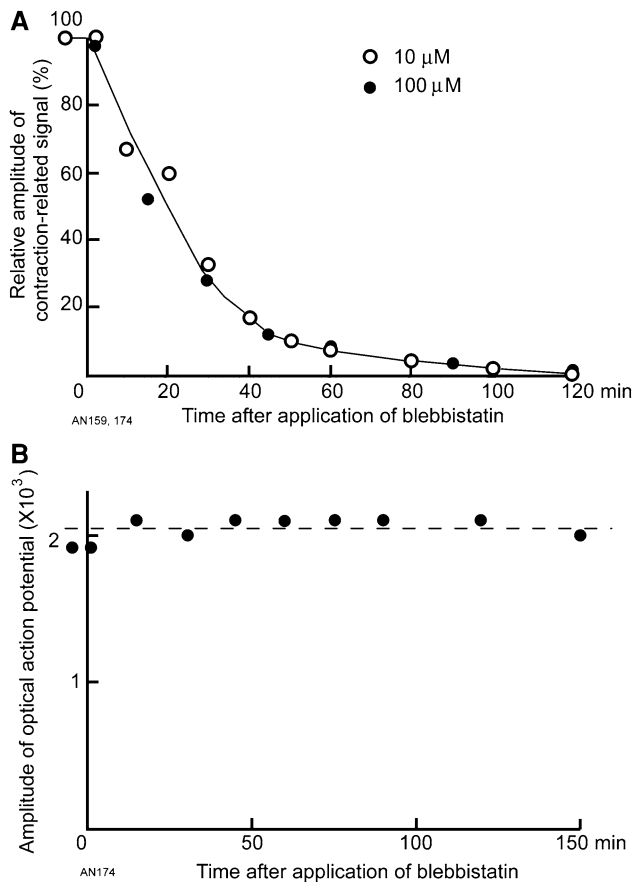 A
100
80
60
40
20
Relative amplitude of
contraction-related signal (%)
10 μM
100 μM
0 20 40 60 80 100 120 min
AN159, 174
Time after application of blebbistatin
B
2
1
Amplitude of optical action potential (X10³)
0 50 100 150 min
AN174
Time after application of blebbistatin